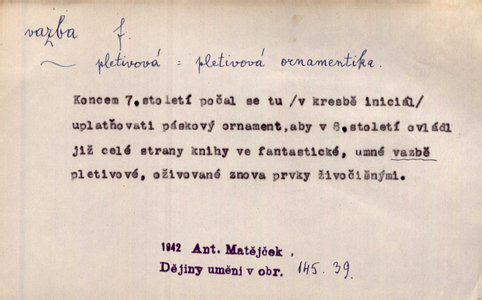 vazba f.
~ pletivová = pletivová ornamentika.
Koncem 7.století počal se tu /v kresbě iniciál/
uplatňovati páskový ornament,aby v 8.století ovládl
již celé strany knihy ve fantastické, umné vazbě
pletivové, oživované znova prvky živočišnými.
1942 Ant. Matějček,
Dějiny umění v obr. 145.39.